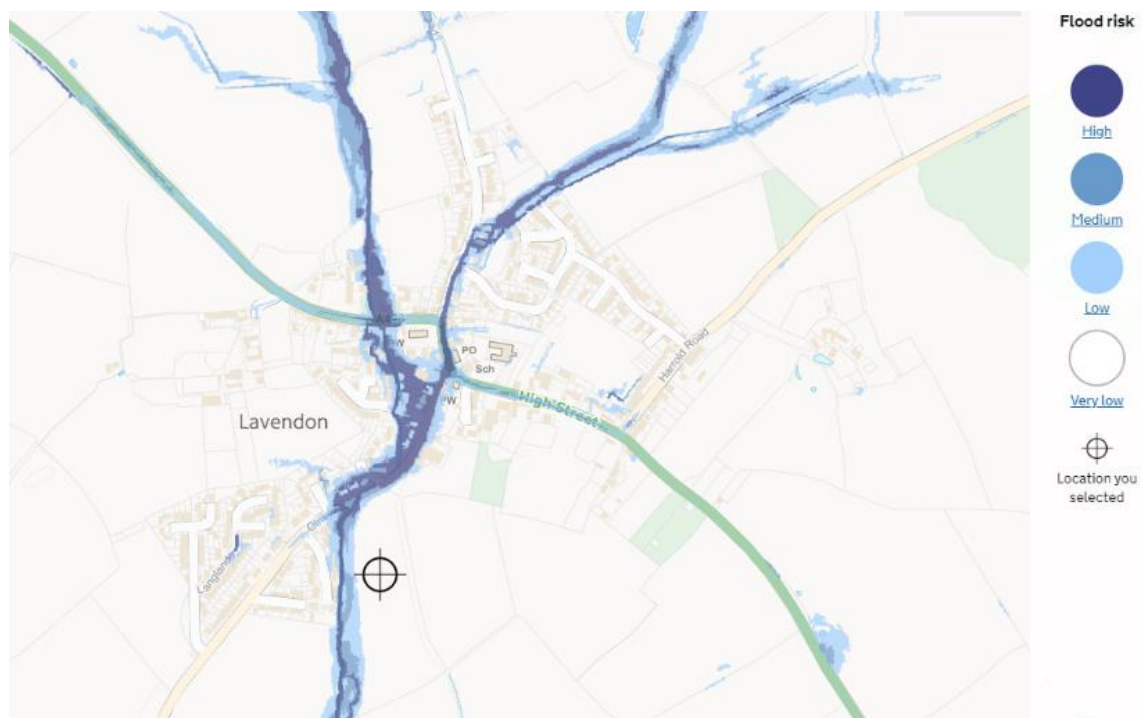 Flood risk
High
Medium
Low
Very low
Location you
selected
PO
Sch
PW
High Street
Harrold Road
Lavendon